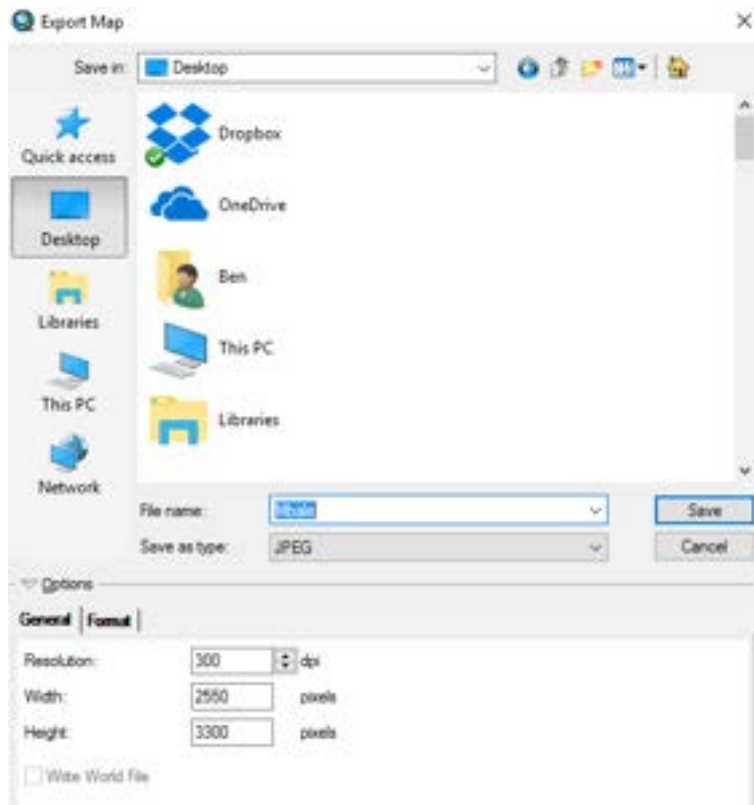 Export Map
Save in: Desktop
Quick access
Desktop
Libraries
This PC
Network
Dropbox
OneDrive
Ben
This PC
Libraries
File name:
Save as type: JPEG
Save
Cancel
Options
General Format
Resolution: 300 dpi
Width: 2550 pixels
Height: 3300 pixels
Write World File